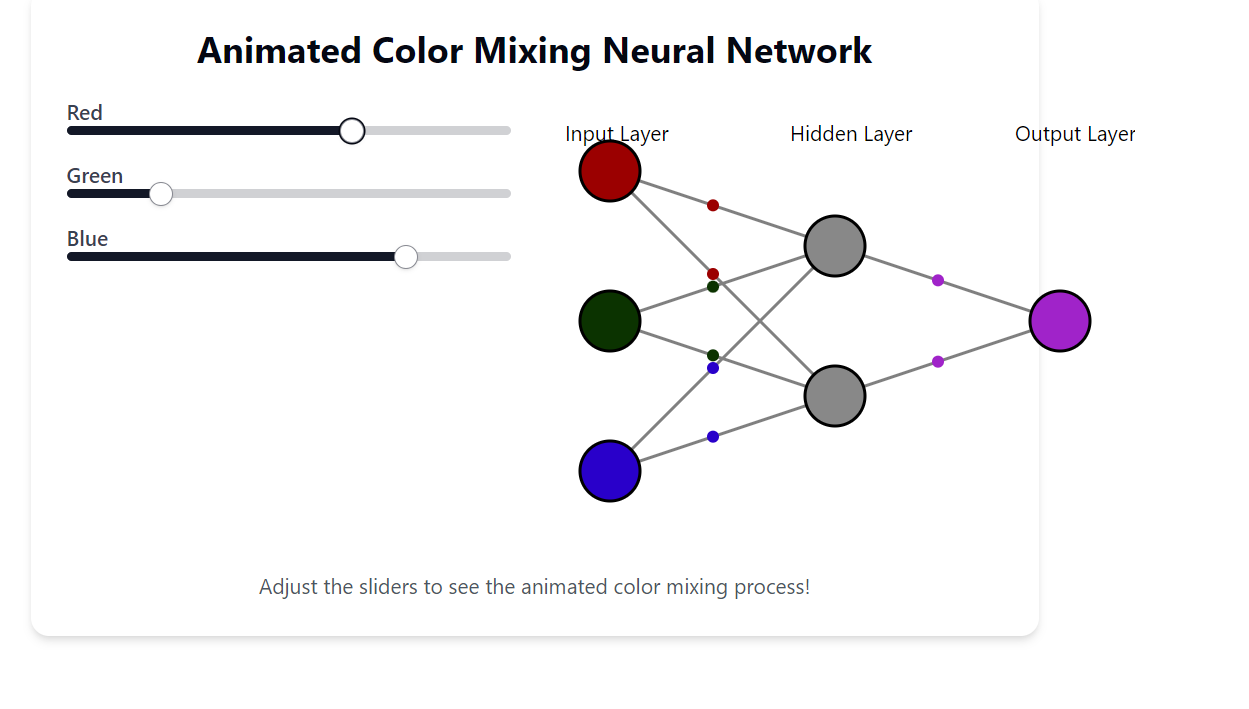 Animated Color Mixing Neural Network
Red
Green
Blue
Input Layer
Hidden Layer
Output Layer
Adjust the sliders to see the animated color mixing process!